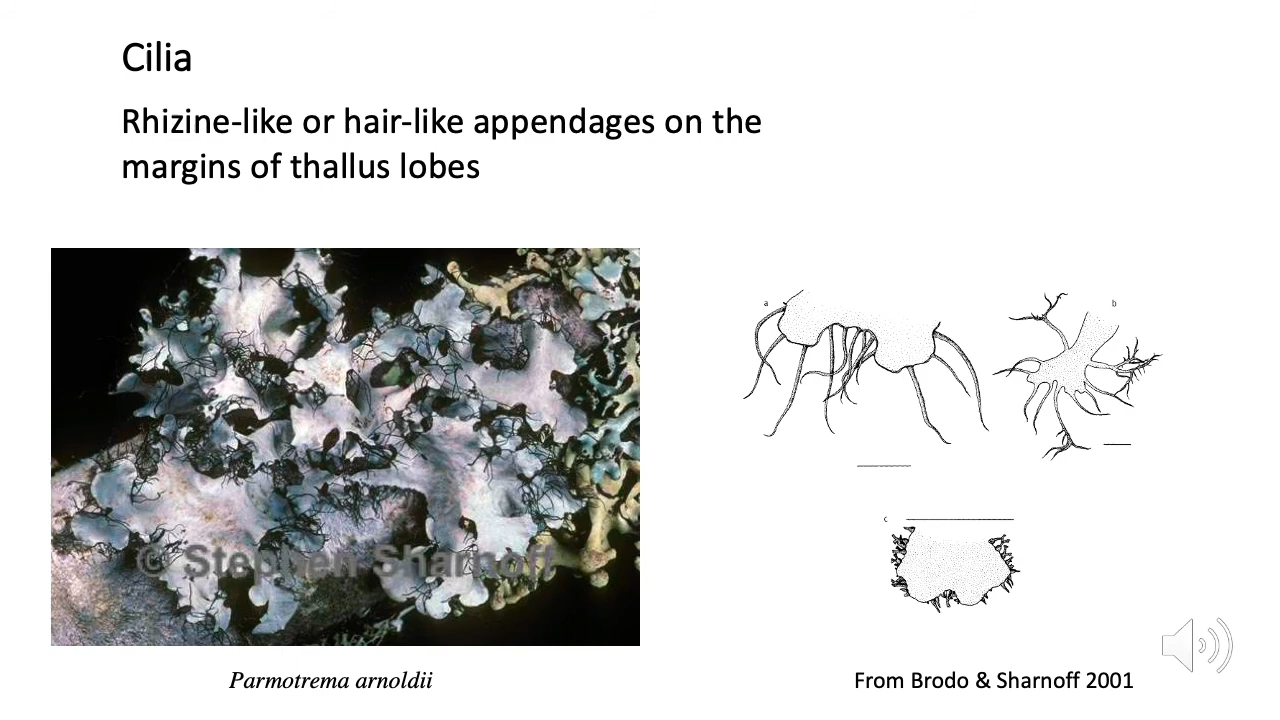 Cilia
Rhizine-like or hair-like appendages on the
margins of thallus lobes
a
b
c
© Stephen Sharnoff
Parmotrema arnoldii
From Brodo & Sharnoff 2001